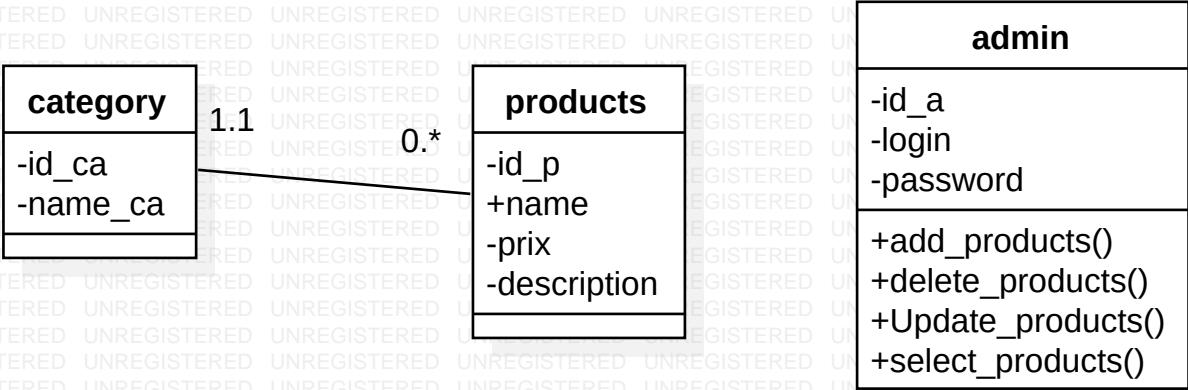 category
-id_ca
-name_ca
1.1
0.*
products
-id_p
+name
-prix
-description
admin
-id_a
-login
-password
+add_products()
+delete_products()
+Update_products()
+select_products()
UNREGISTERED